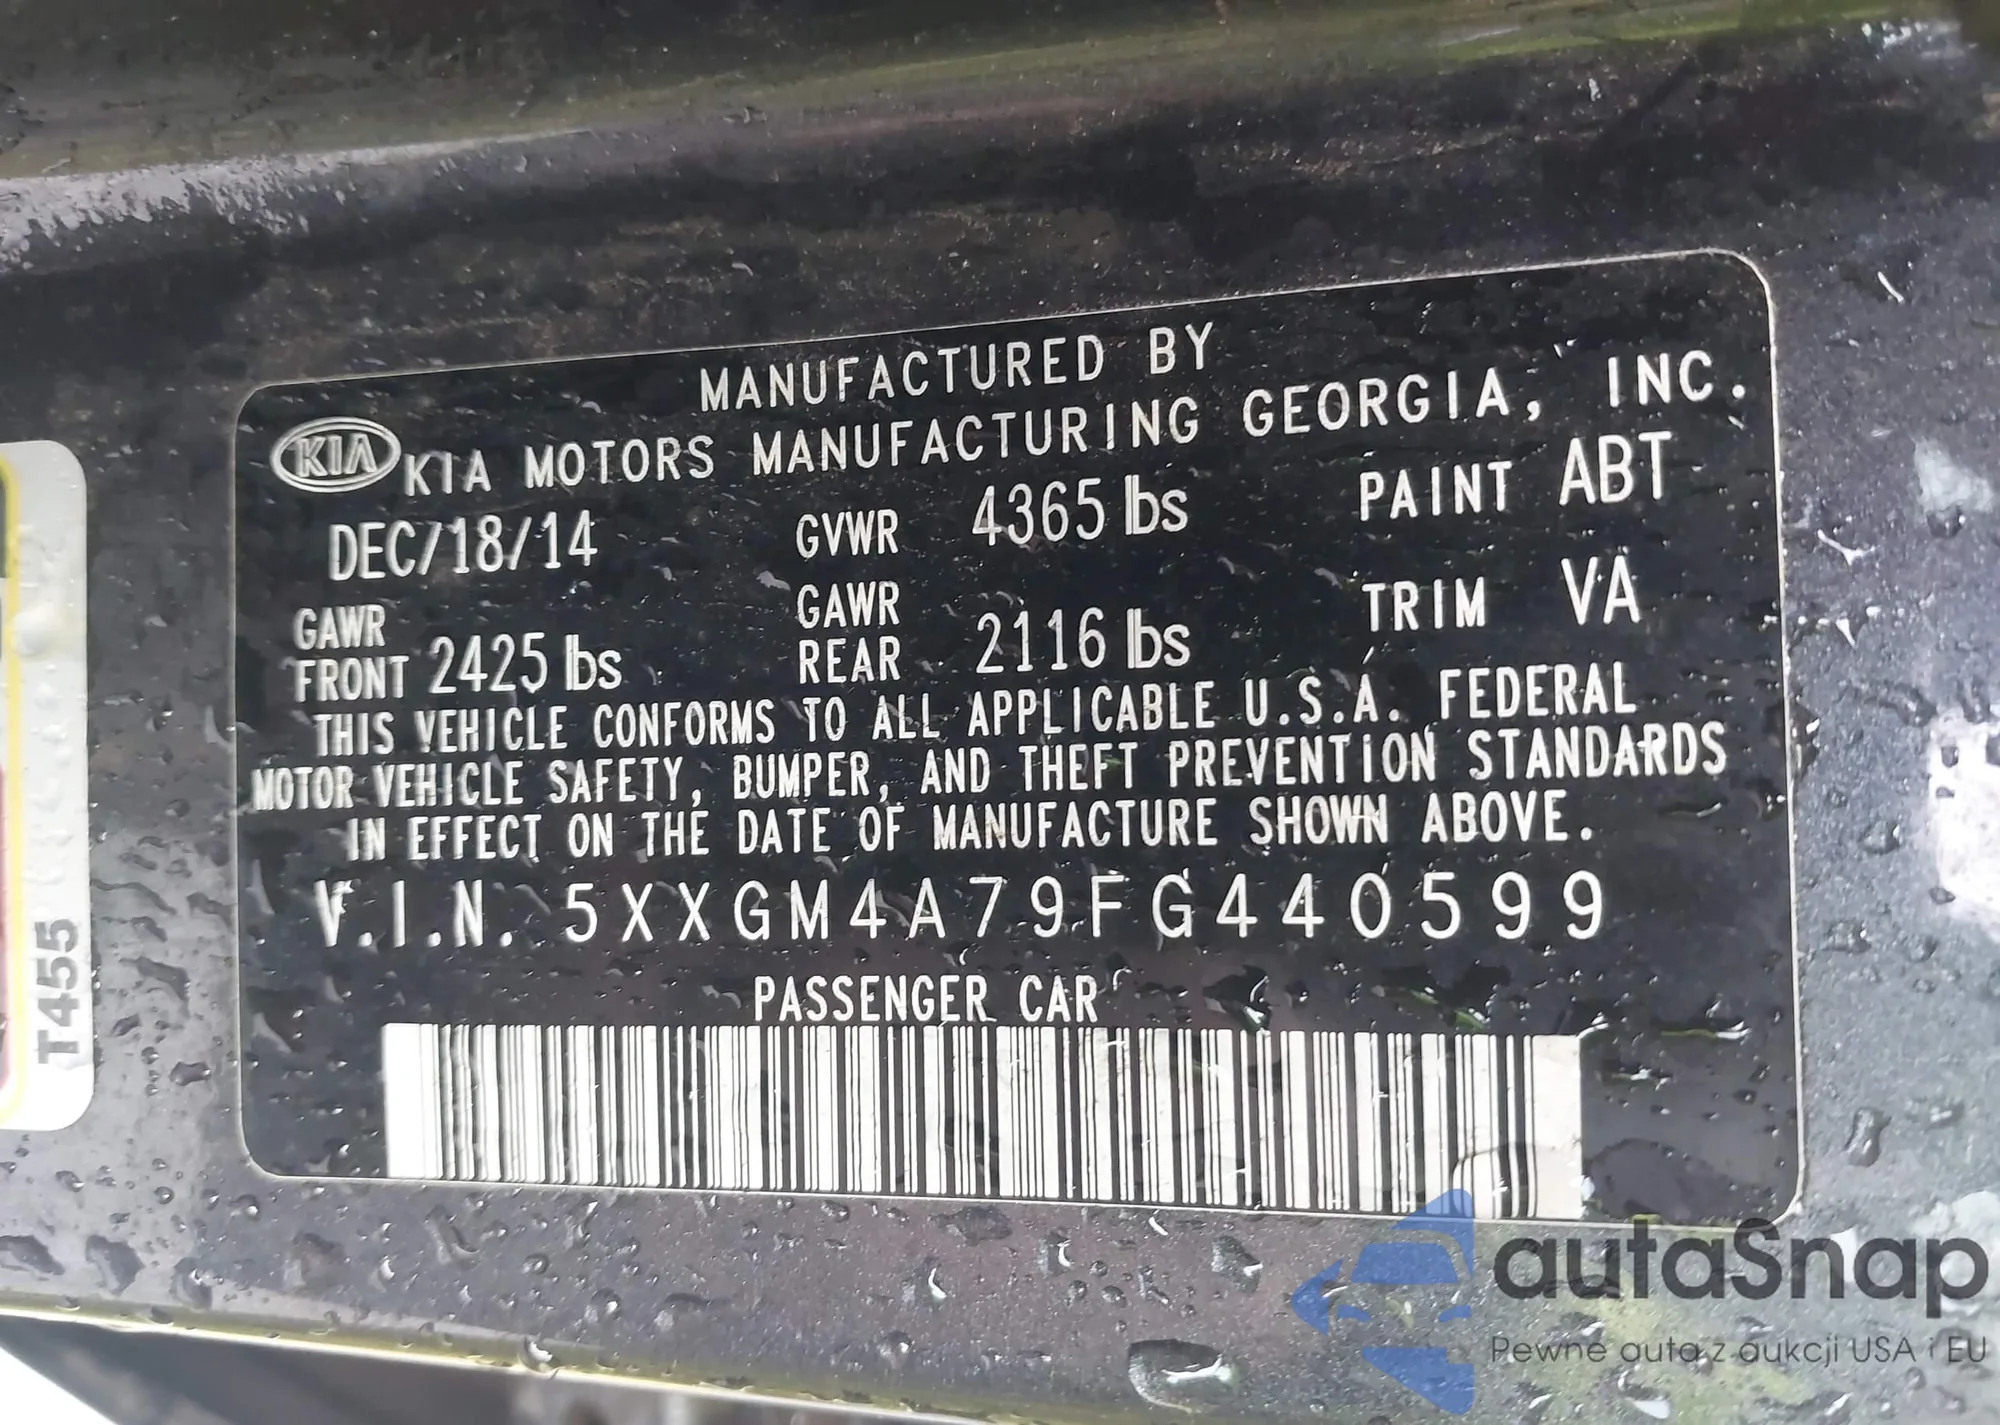 MANUFACTURED BY
KIA KIA MOTORS MANUFACTURING GEORGIA, INC.
DEC/18/14 GVWR 4365 lbs PAINT ABT
GAWR FRONT 2425 lbs GAWR REAR 2116 lbs TRIM VA
THIS VEHICLE CONFORMS TO ALL APPLICABLE U.S.A. FEDERAL
MOTOR VEHICLE SAFETY, BUMPER, AND THEFT PREVENTION STANDARDS
IN EFFECT ON THE DATE OF MANUFACTURE SHOWN ABOVE.
V.I.N. 5XXGM4A79FG440599
PASSENGER CAR
T455
autaSnap
Pewne auta z aukcji USA i EU